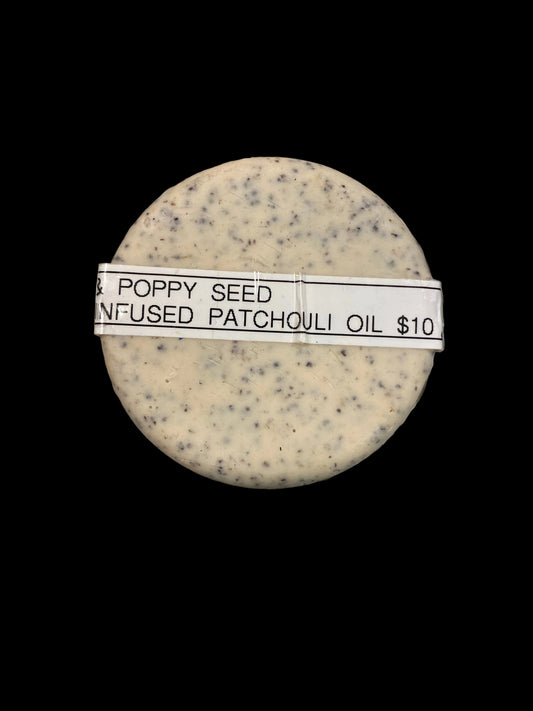 & POPPY SEED
NFUSED PATCHOULI OIL $10